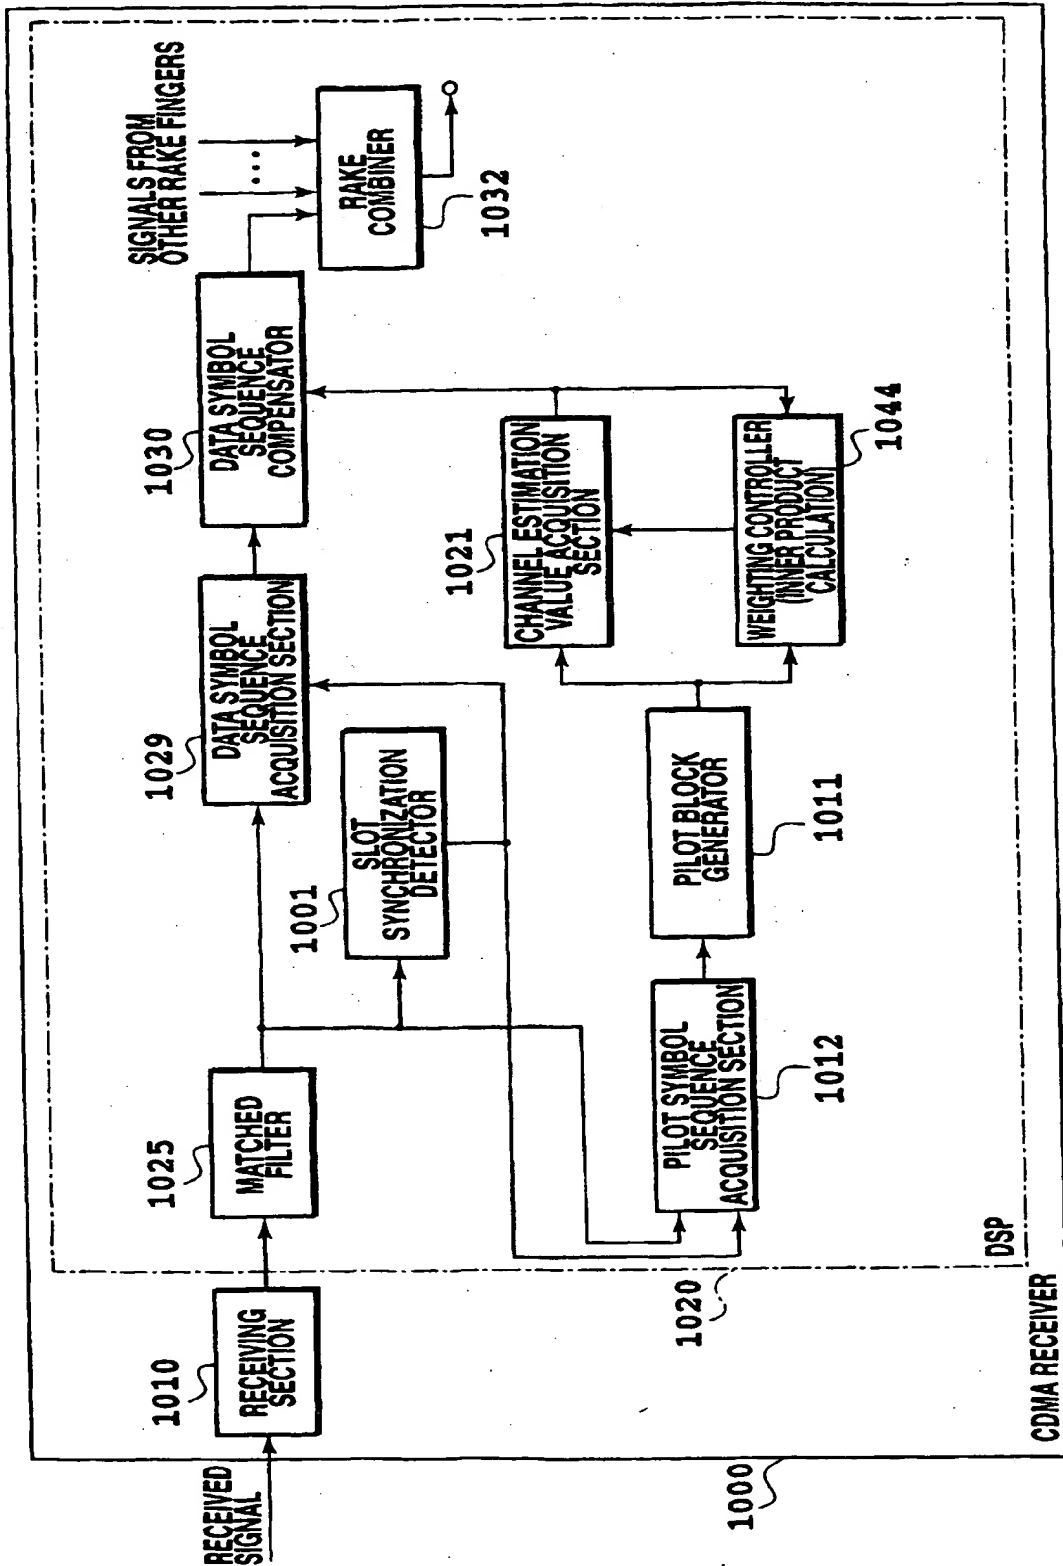 RECEIVED
SIGNAL
1010
RECEIVING
SECTION
1025
MATCHED
FILTER
1029
DATA SYMBOL
SEQUENCE
ACQUISITION SECTION
1030
DATA SYMBOL
SEQUENCE
COMPENSATOR
SIGNALS FROM
OTHER RAKE FINGERS
...
RAKE
COMBINER
1032
1001
SLOT
SYNCHRONIZATION
DETECTOR
1021
CHANNEL ESTIMATION
VALUE ACQUISITION
SECTION
PILOT SYMBOL
SEQUENCE
ACQUISITION SECTION
1012
PILOT BLOCK
GENERATOR
1011
WEIGHTING CONTROLLER
(INNER PRODUCT
CALCULATION)
1044
1020
DSP
1000
CDMA RECEIVER